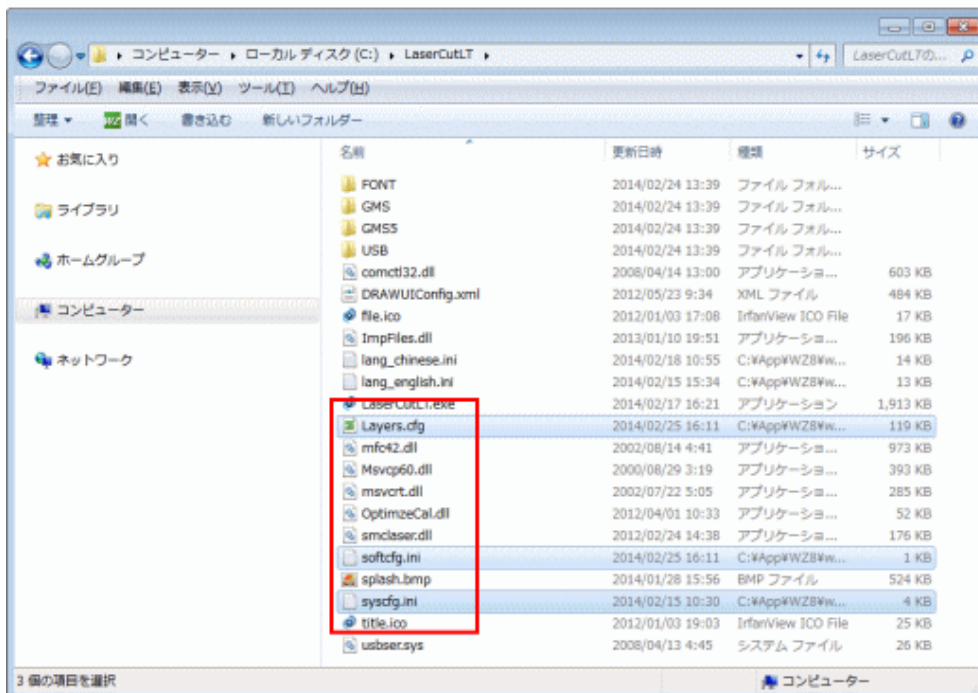 コンピューター ▸ ローカル ディスク (C:) ▸ LaserCutLT ▸ LaserCutLTの...
ファイル(F) 編集(E) 表示(V) ツール(T) ヘルプ(H)
整理 WZ 開く 書き込む 新しいフォルダー
名前 更新日時 種類 サイズ
お気に入り
ライブラリ
ホームグループ
コンピューター
ネットワーク
FONT 2014/02/24 13:39 ファイル フォル...
GMS 2014/02/24 13:39 ファイル フォル...
GMS5 2014/02/24 13:39 ファイル フォル...
USB 2014/02/24 13:39 ファイル フォル...
comctl32.dll 2008/04/14 13:00 アプリケーショ... 603 KB
DRAWUIConfig.xml 2012/05/23 9:34 XML ファイル 484 KB
file.ico 2012/01/03 17:08 IrfanView ICO File 17 KB
ImpFiles.dll 2013/01/10 19:51 アプリケーショ... 196 KB
lang_chinese.ini 2014/02/18 10:55 C:¥App¥WZ8¥w... 14 KB
lang_english.ini 2014/02/15 15:34 C:¥App¥WZ8¥w... 13 KB
LaserCutLT.exe 2014/02/17 16:21 アプリケーション 1,913 KB
Layers.cfg 2014/02/25 16:11 C:¥App¥WZ8¥w... 119 KB
mfc42.dll 2002/08/14 4:41 アプリケーショ... 973 KB
Msvcp60.dll 2000/08/29 3:19 アプリケーショ... 393 KB
msvcrt.dll 2002/07/22 5:05 アプリケーショ... 285 KB
OptimzeCal.dll 2012/04/01 10:33 アプリケーショ... 52 KB
smclaser.dll 2012/02/24 14:38 アプリケーショ... 176 KB
softcfg.ini 2014/02/25 16:11 C:¥App¥WZ8¥w... 1 KB
splash.bmp 2014/01/28 15:56 BMP ファイル 524 KB
syscfg.ini 2014/02/15 10:30 C:¥App¥WZ8¥w... 4 KB
title.ico 2012/01/03 19:03 IrfanView ICO File 25 KB
usbser.sys 2008/04/13 4:45 システム ファイル 26 KB
3 個の項目を選択 コンピューター